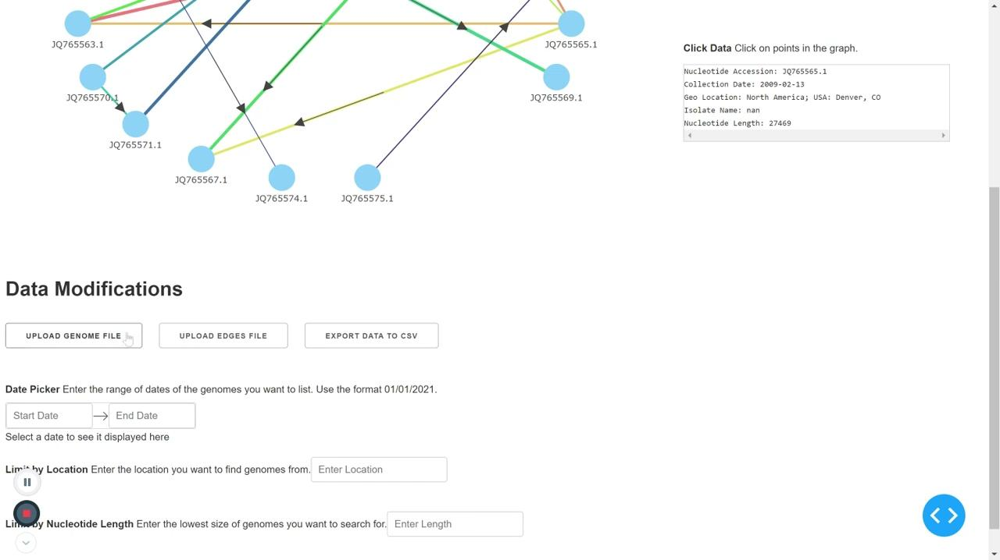 JQ765563.1
JQ765565.1
JQ765570.1
JQ765569.1
JQ765571.1
JQ765567.1
JQ765574.1
JQ765575.1
Click Data Click on points in the graph.
Nucleotide Accession: JQ765565.1
Collection Date: 2009-02-13
Geo Location: North America; USA: Denver, CO
Isolate Name: nan
Nucleotide Length: 27469
Data Modifications
UPLOAD GENOME FILE
UPLOAD EDGES FILE
EXPORT DATA TO CSV
Date Picker Enter the range of dates of the genomes you want to list. Use the format 01/01/2021.
Start Date
End Date
Select a date to see it displayed here
Limit by Location Enter the location you want to find genomes from.
Enter Location
Limit by Nucleotide Length Enter the lowest size of genomes you want to search for.
Enter Length